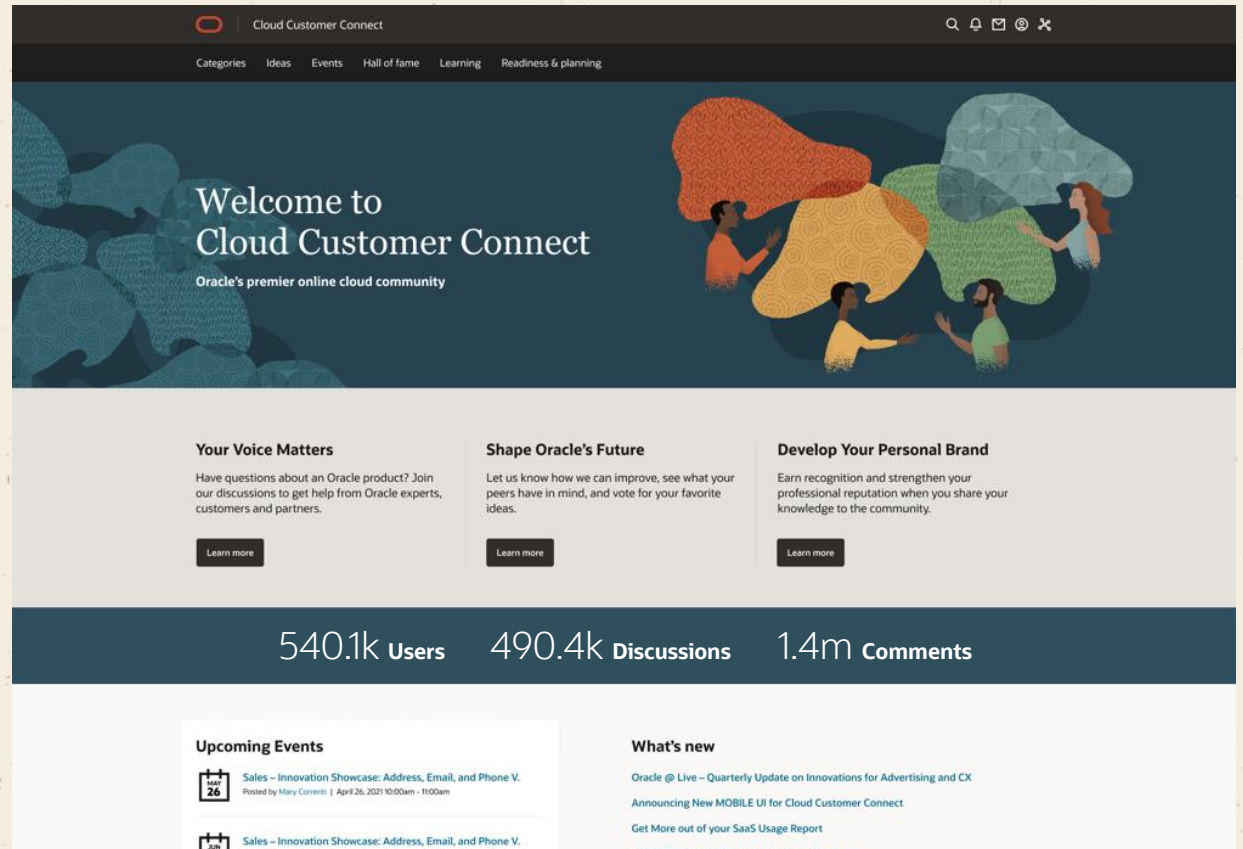 Cloud Customer Connect
Categories Ideas Events Hall of fame Learning Readiness & planning
Welcome to
Cloud Customer Connect
Oracle's premier online cloud community
Your Voice Matters
Have questions about an Oracle product? Join
our discussions to get help from Oracle experts,
customers and partners.
Learn more
Shape Oracle's Future
Let us know how we can improve, see what your
peers have in mind, and vote for your favorite
ideas.
Learn more
Develop Your Personal Brand
Earn recognition and strengthen your
professional reputation when you share your
knowledge to the community.
Learn more
540.1k Users 490.4k Discussions 1.4m Comments
Upcoming Events
MAY
26
Sales – Innovation Showcase: Address, Email, and Phone V.
Posted by Mary Correnti | April 26, 2021 10:00am - 11:00am
JUN
Sales – Innovation Showcase: Address, Email, and Phone V.
What's new
Oracle @ Live – Quarterly Update on Innovations for Advertising and CX
Announcing New MOBILE UI for Cloud Customer Connect
Get More out of your SaaS Usage Report